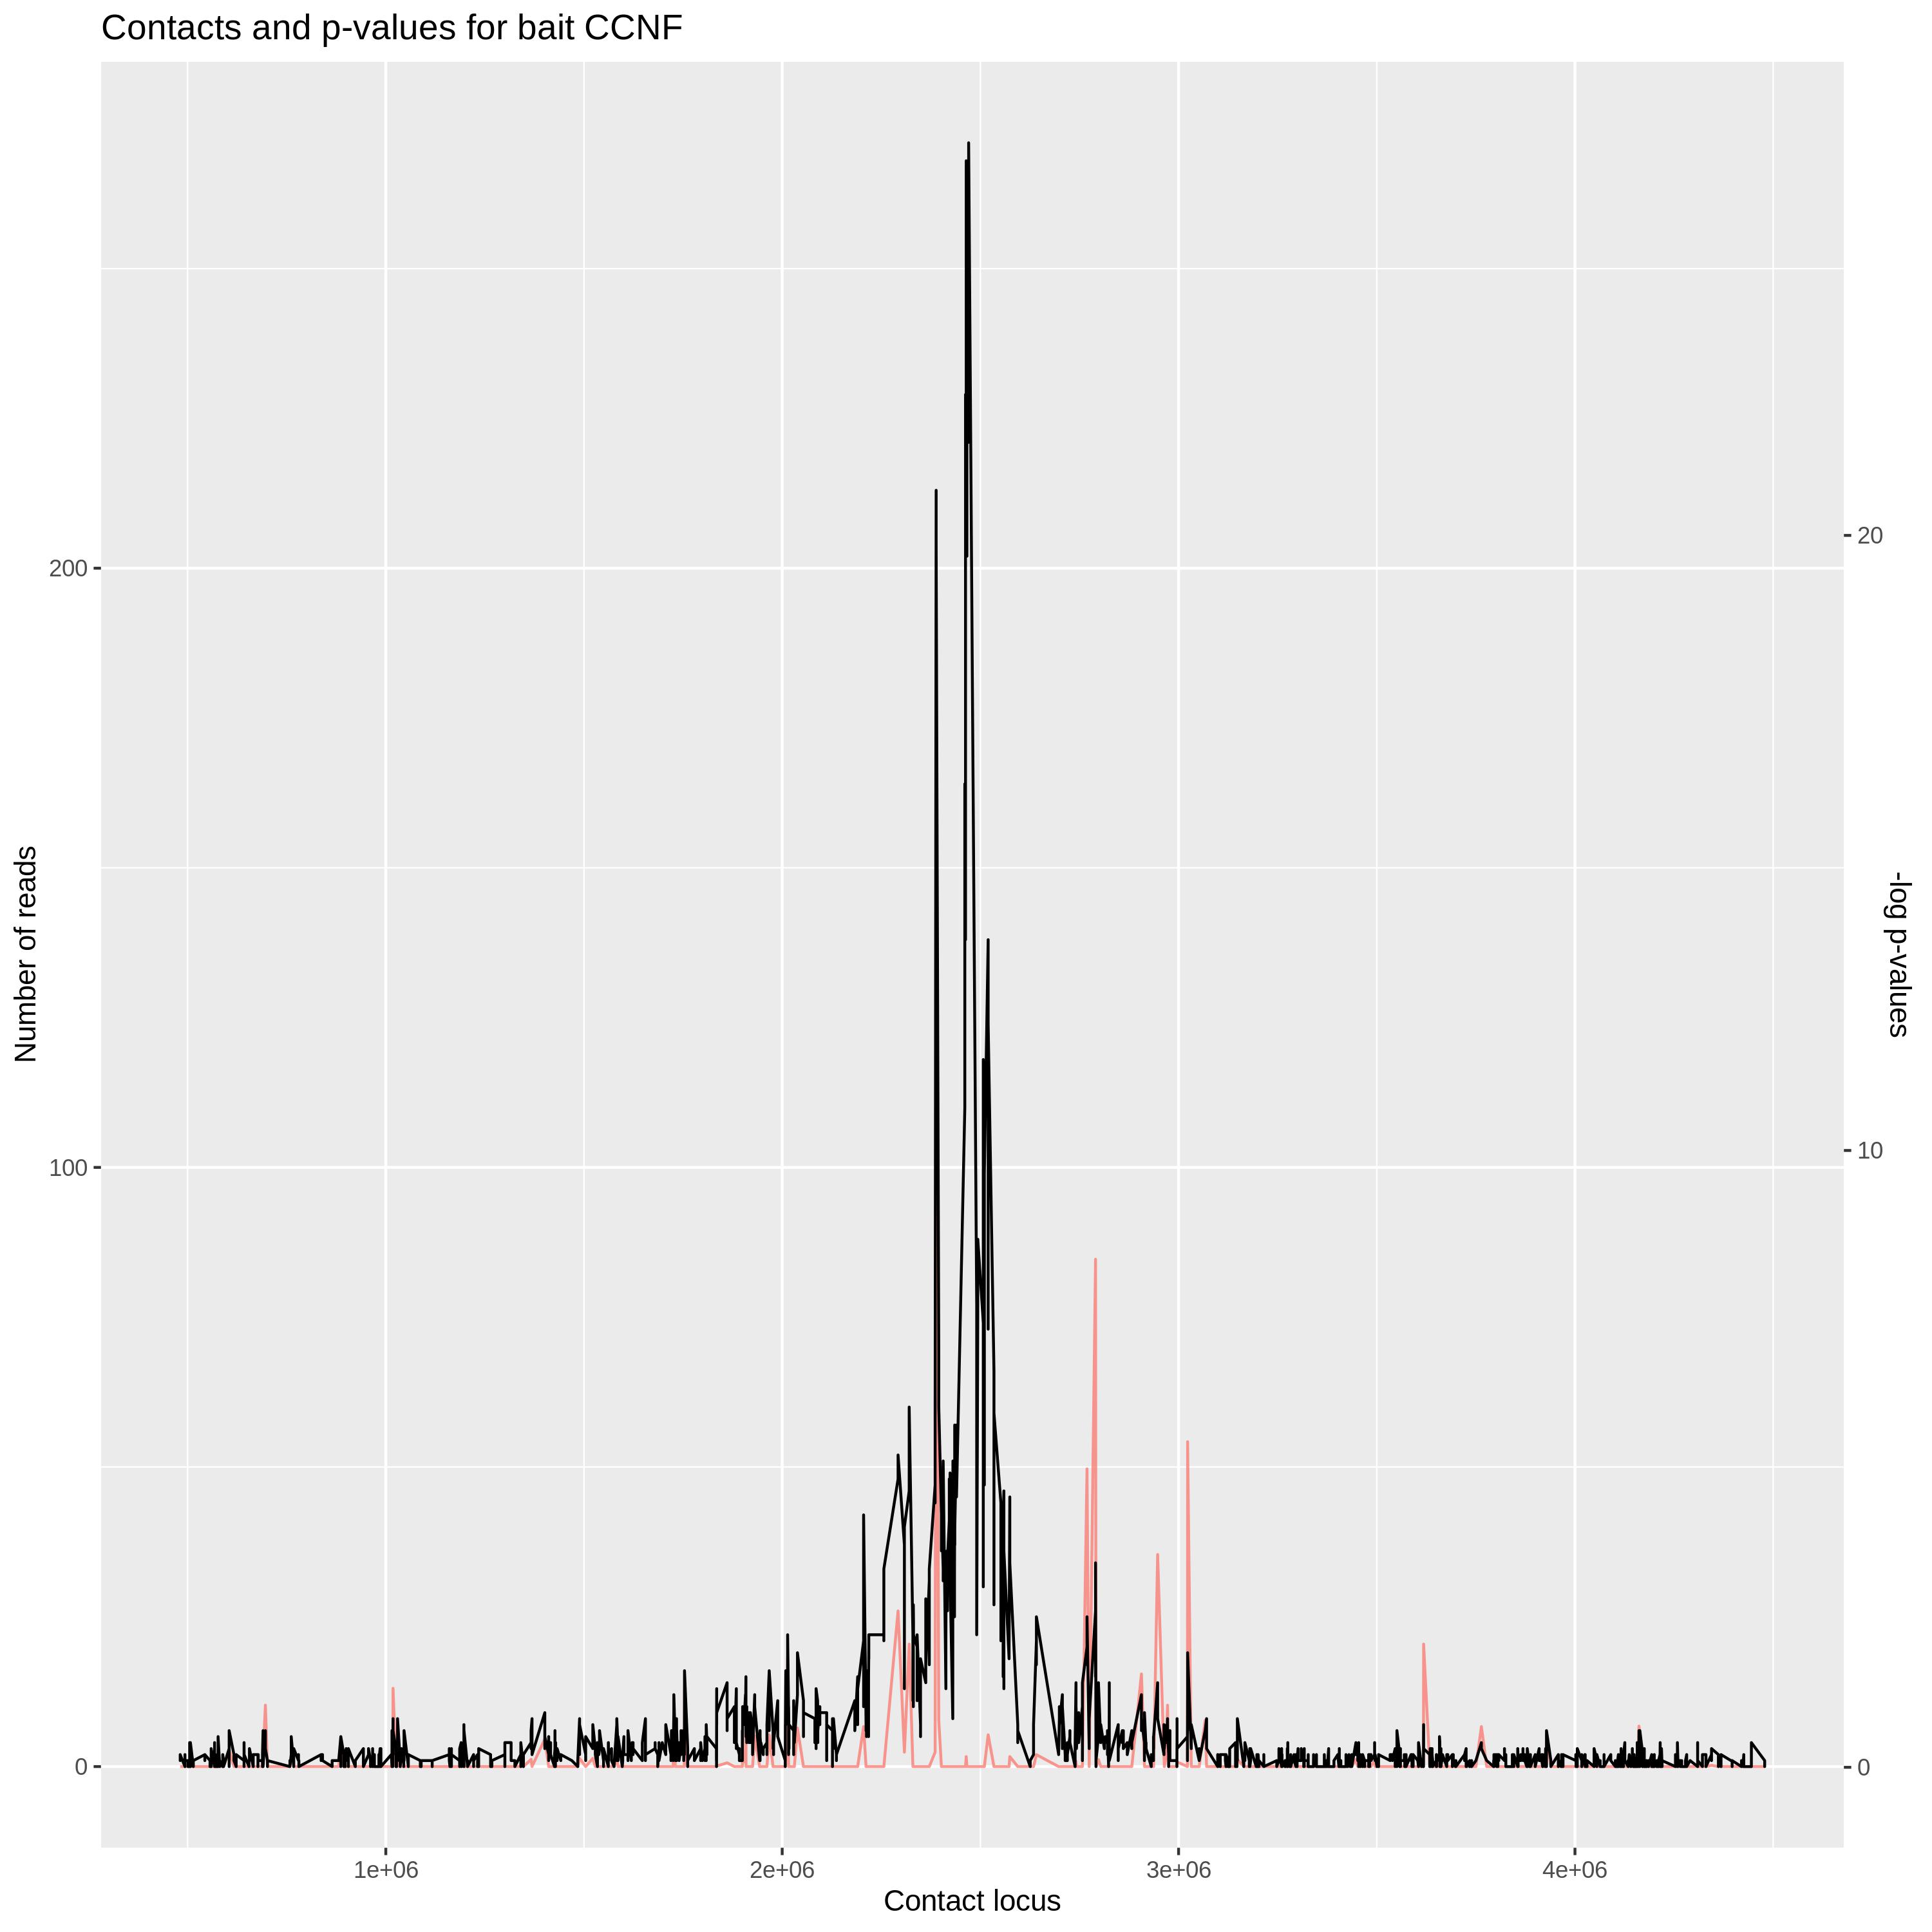 Contacts and p-values for bait CCNF
Number of reads
200
100
0
20
10
0
-log p-values
1e+06
2e+06
3e+06
4e+06
Contact locus